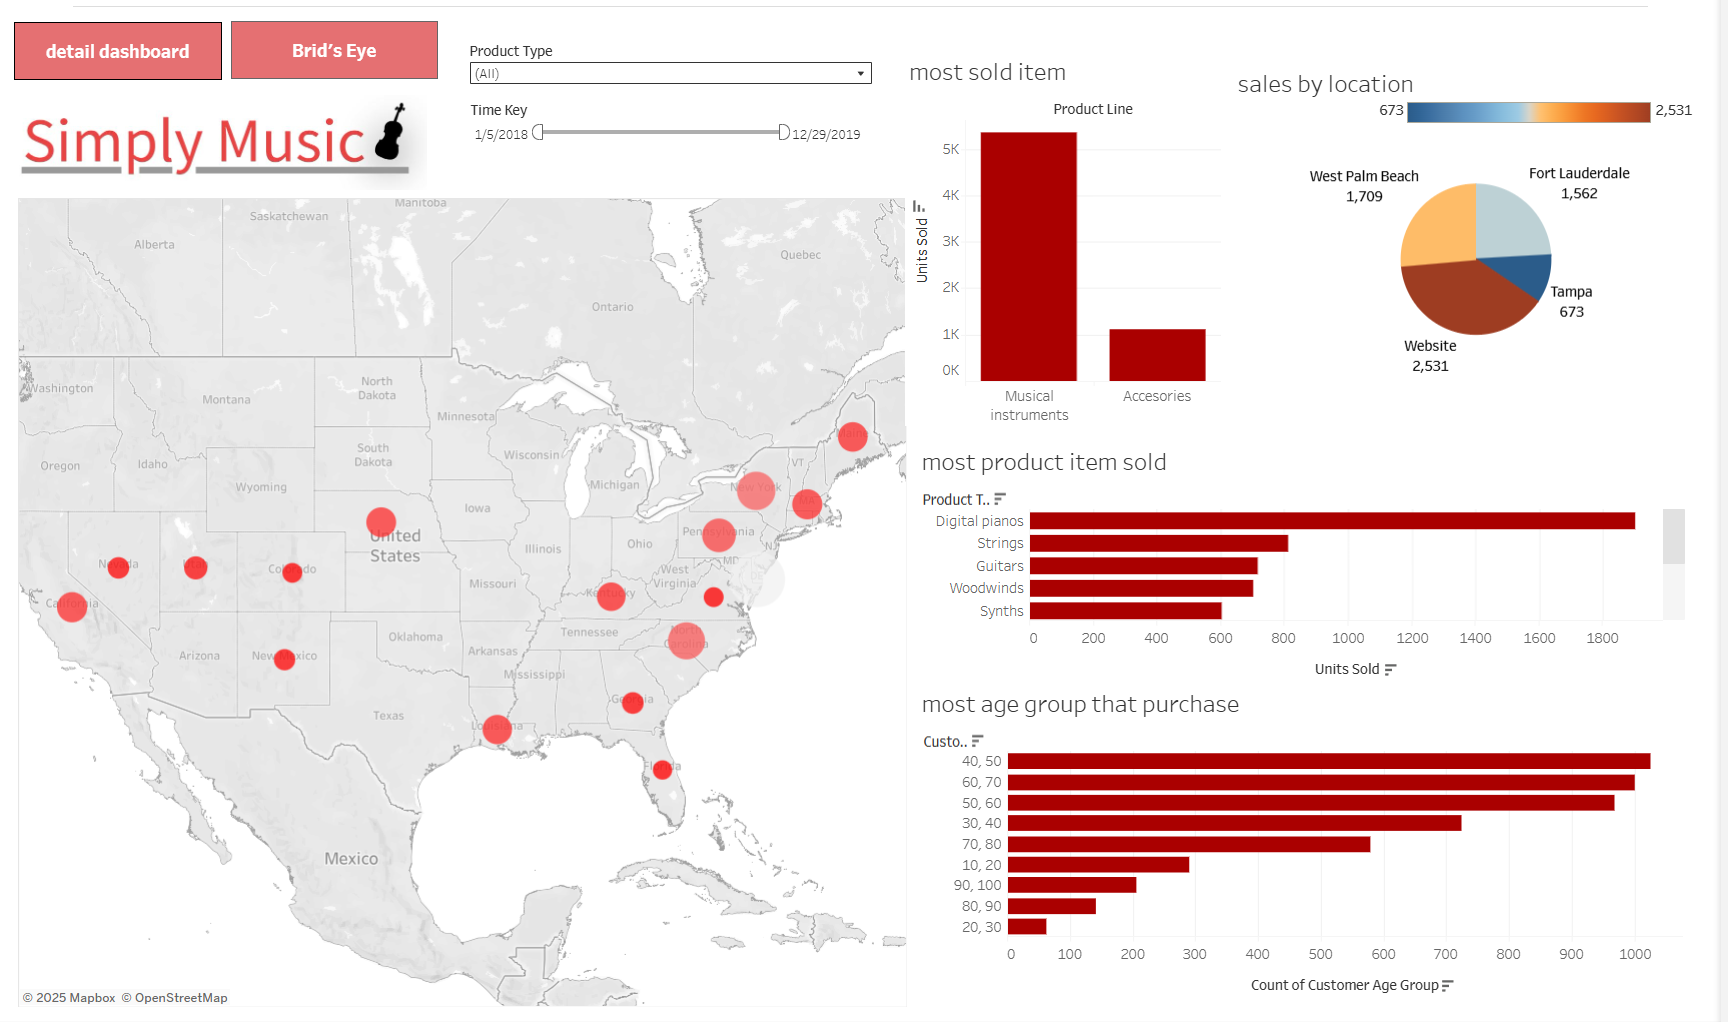 detail dashboard
Brid's Eye
Simply Music
Product Type
(All)
Time Key
1/5/2018
12/29/2019
Manitoba
Saskatchewan
Alberta
Quebec
Ontario
Washington
North
Dakota
Montana
Minnesota
Maine
Oregon
Idaho
South
Dakota
Wisconsin
VT
Wyoming
Michigan
New York
MA
Iowa
United
States
Pennsylvania
Illinois
Ohio
NJ
Nevada
Utah
Colorado
Missouri
West
Virginia
MD
Kentucky
California
Oklahoma
Tennessee
North
Carolina
Arizona
New Mexico
Arkansas
Mississippi
Texas
Louisiana
Georgia
Florida
Mexico
© 2025 Mapbox © OpenStreetMap
most sold item
Product Line
5K
4K
3K
2K
1K
0K
Units Sold
Musical
instruments
Accesories
sales by location
673
2,531
West Palm Beach
1,709
Fort Lauderdale
1,562
Tampa
673
Website
2,531
most product item sold
Product T..
Digital pianos
Strings
Guitars
Woodwinds
Synths
0 200 400 600 800 1000 1200 1400 1600 1800
Units Sold
most age group that purchase
Custo..
40, 50
60, 70
50, 60
30, 40
70, 80
10, 20
90, 100
80, 90
20, 30
0 100 200 300 400 500 600 700 800 900 1000
Count of Customer Age Group